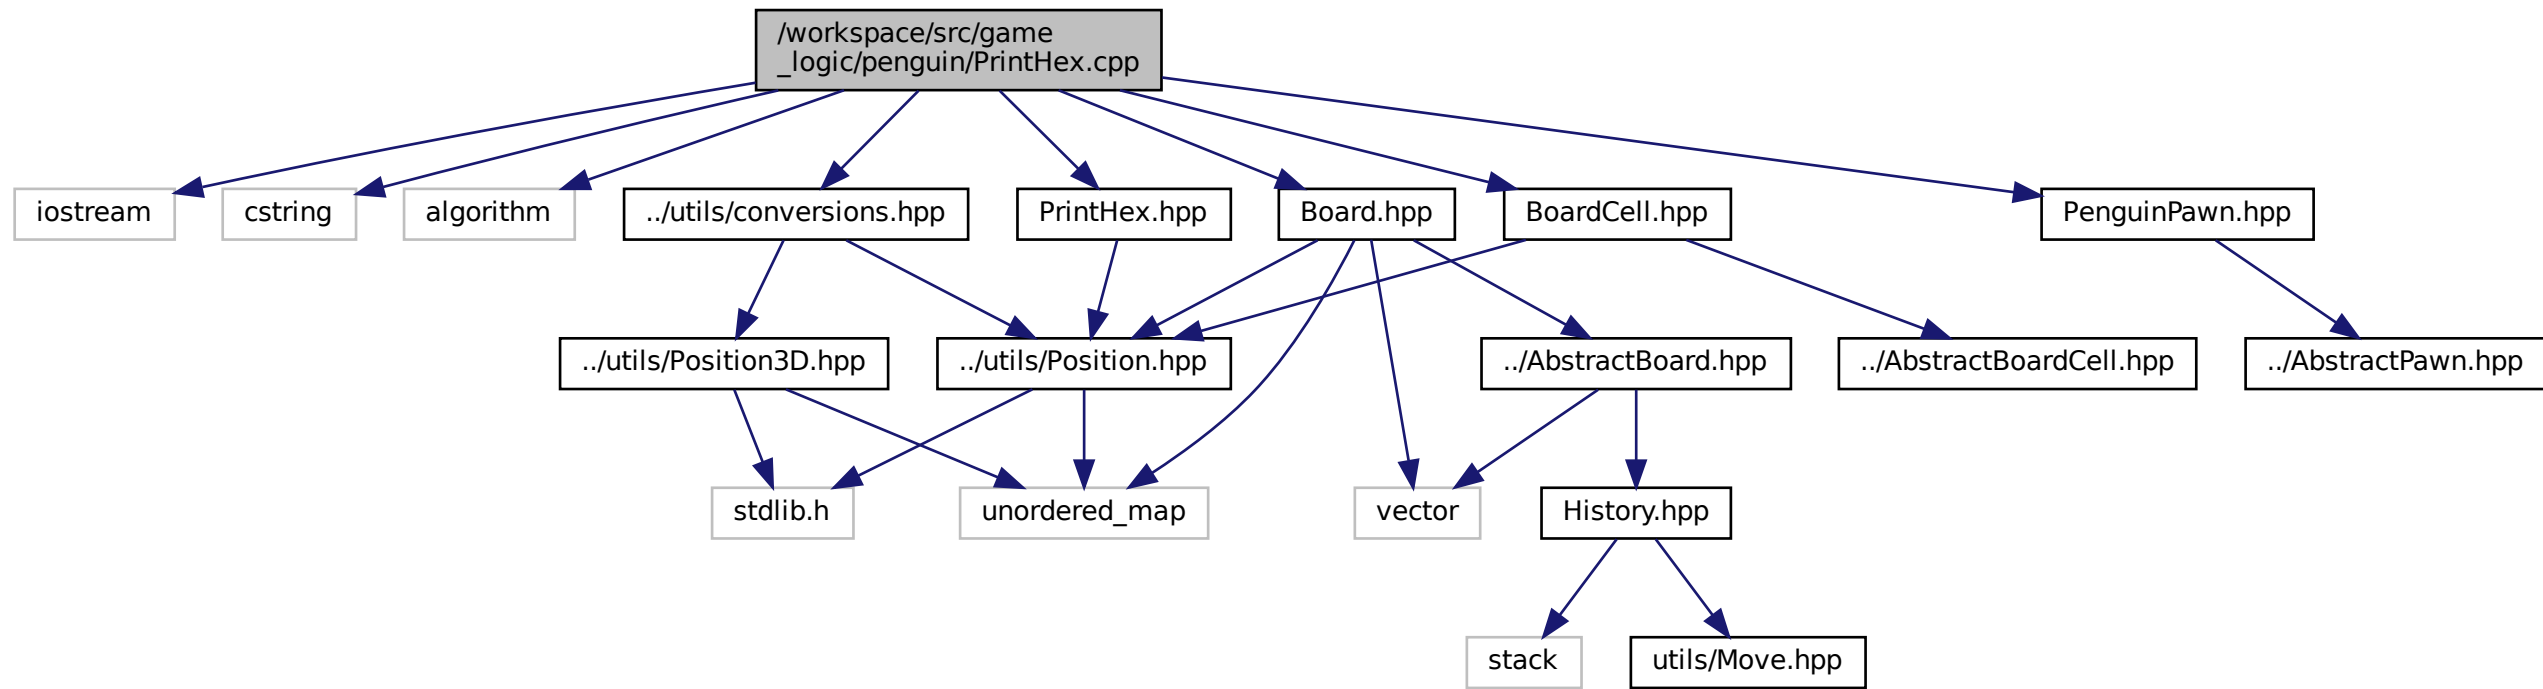 /workspace/src/game
_logic/penguin/PrintHex.cpp
iostream
cstring
algorithm
../utils/conversions.hpp
PrintHex.hpp
Board.hpp
BoardCell.hpp
PenguinPawn.hpp
../utils/Position3D.hpp
../utils/Position.hpp
../AbstractBoard.hpp
../AbstractBoardCell.hpp
../AbstractPawn.hpp
stdlib.h
unordered_map
vector
History.hpp
stack
utils/Move.hpp